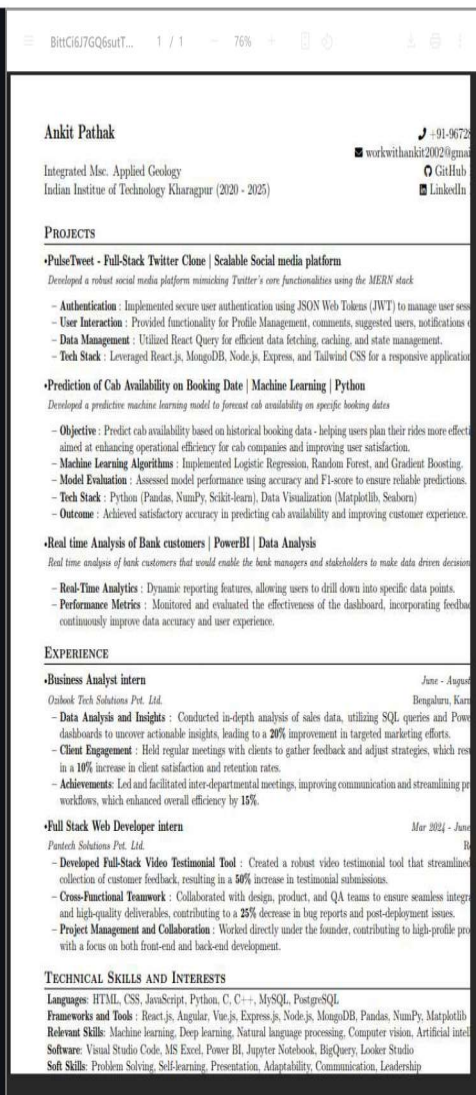 BittCi6J7GQ6sutT... 1 / 1 − 76% +
Ankit Pathak
+91-9672
workwithankit2002@gmai
Integrated Msc. Applied Geology
GitHub
Indian Institue of Technology Kharagpur (2020 - 2025)
LinkedIn
PROJECTS
•PulseTweet - Full-Stack Twitter Clone | Scalable Social media platform
Developed a robust social media platform mimicking Twitter's core functionalities using the MERN stack
– Authentication : Implemented secure user authentication using JSON Web Tokens (JWT) to manage user sess
– User Interaction : Provided functionality for Profile Management, comments, suggested users, notifications
– Data Management : Utilized React Query for efficient data fetching, caching, and state management.
– Tech Stack : Leveraged React.js, MongoDB, Node.js, Express, and Tailwind CSS for a responsive application
•Prediction of Cab Availability on Booking Date | Machine Learning | Python
Developed a predictive machine learning model to forecast cab availability on specific booking dates
– Objective : Predict cab availability based on historical booking data - helping users plan their rides more effecti
aimed at enhancing operational efficiency for cab companies and improving user satisfaction.
– Machine Learning Algorithms : Implemented Logistic Regression, Random Forest, and Gradient Boosting.
– Model Evaluation : Assessed model performance using accuracy and F1-score to ensure reliable predictions.
– Tech Stack : Python (Pandas, NumPy, Scikit-learn), Data Visualization (Matplotlib, Seaborn)
– Outcome : Achieved satisfactory accuracy in predicting cab availability and improving customer experience.
•Real time Analysis of Bank customers | PowerBI | Data Analysis
Real time analysis of bank customers that would enable the bank managers and stakeholders to make data driven decision
– Real-Time Analytics : Dynamic reporting features, allowing users to drill down into specific data points.
– Performance Metrics : Monitored and evaluated the effectiveness of the dashboard, incorporating feedba
continuously improve data accuracy and user experience.
EXPERIENCE
•Business Analyst intern June - August
Ozibook Tech Solutions Pvt. Ltd. Bengaluru, Karn
– Data Analysis and Insights : Conducted in-depth analysis of sales data, utilizing SQL queries and Powe
dashboards to uncover actionable insights, leading to a 20% improvement in targeted marketing efforts.
– Client Engagement : Held regular meetings with clients to gather feedback and adjust strategies, which res
in a 10% increase in client satisfaction and retention rates.
– Achievements: Led and facilitated inter-departmental meetings, improving communication and streamlining pr
workflows, which enhanced overall efficiency by 15%.
•Full Stack Web Developer intern Mar 2024 - June
Pantech Solutions Pvt. Ltd. R
– Developed Full-Stack Video Testimonial Tool : Created a robust video testimonial tool that streamlined
collection of customer feedback, resulting in a 50% increase in testimonial submissions.
– Cross-Functional Teamwork : Collaborated with design, product, and QA teams to ensure seamless integr
and high-quality deliverables, contributing to a 25% decrease in bug reports and post-deployment issues.
– Project Management and Collaboration : Worked directly under the founder, contributing to high-profile pro
with a focus on both front-end and back-end development.
TECHNICAL SKILLS AND INTERESTS
Languages: HTML, CSS, JavaScript, Python, C, C++, MySQL, PostgreSQL
Frameworks and Tools : React.js, Angular, Vue.js, Express.js, Node.js, MongoDB, Pandas, NumPy, Matplotlib
Relevant Skills: Machine learning, Deep learning, Natural language processing, Computer vision, Artificial intel
Software: Visual Studio Code, MS Excel, Power BI, Jupyter Notebook, BigQuery, Looker Studio
Soft Skills: Problem Solving, Self-learning, Presentation, Adaptability, Communication, Leadership